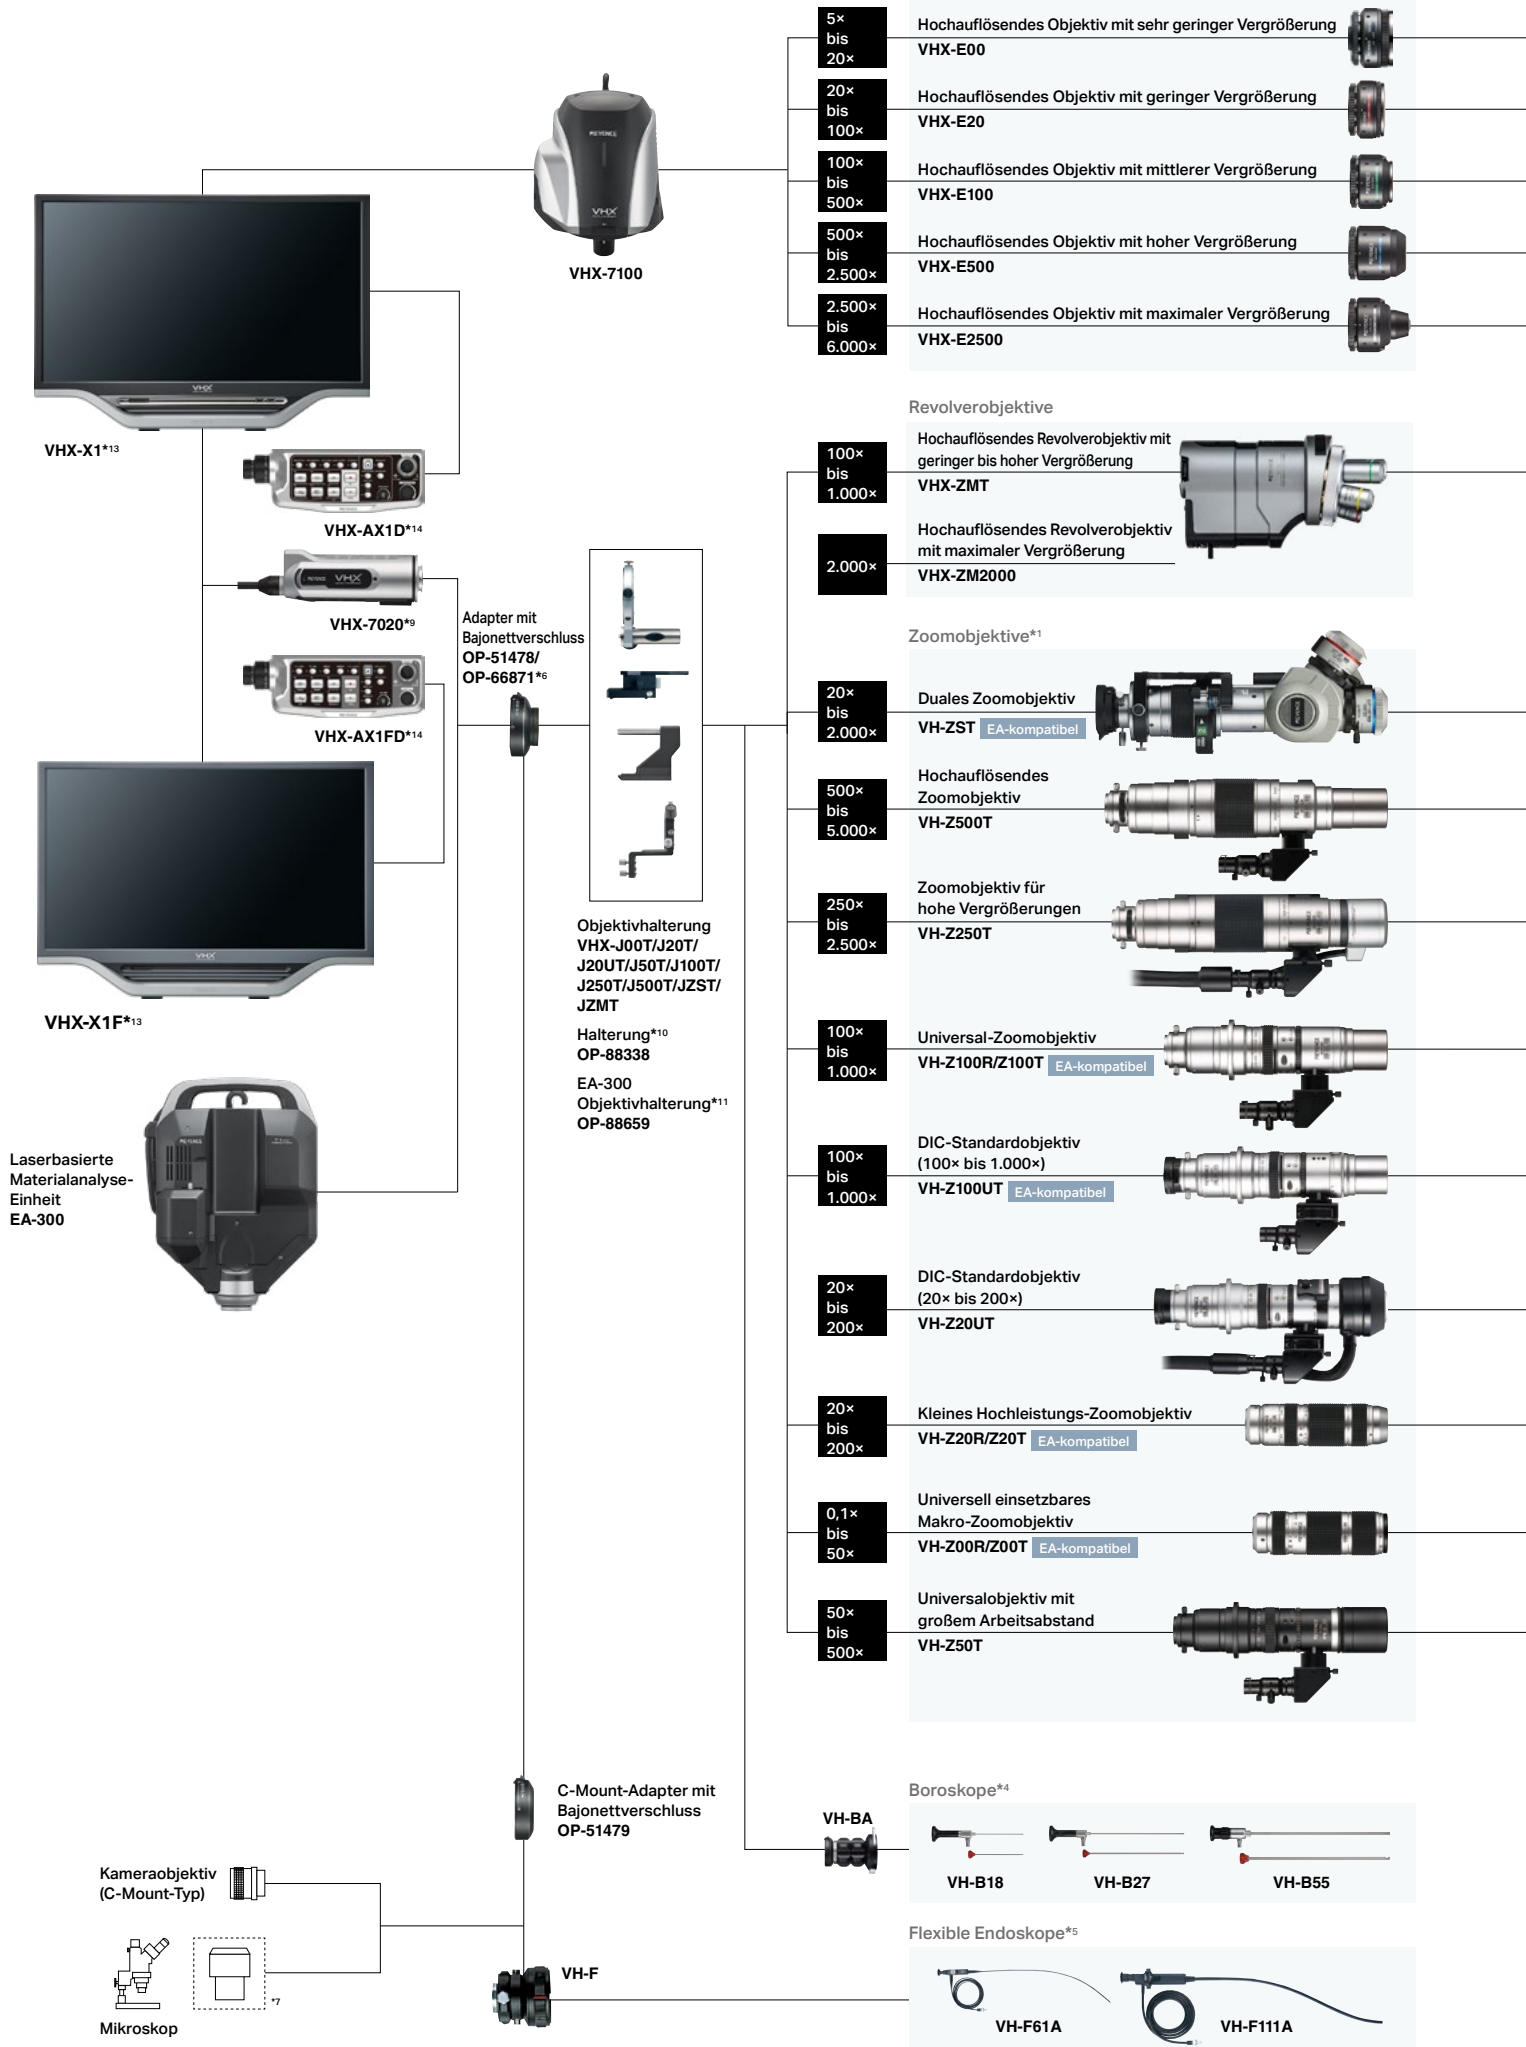 5×
bis
20×
Hochauflösendes Objektiv mit sehr geringer Vergrößerung
VHX-E00
20×
bis
100×
Hochauflösendes Objektiv mit geringer Vergrößerung
VHX-E20
100×
bis
500×
Hochauflösendes Objektiv mit mittlerer Vergrößerung
VHX-E100
500×
bis
2.500×
Hochauflösendes Objektiv mit hoher Vergrößerung
VHX-E500
2.500×
bis
6.000×
Hochauflösendes Objektiv mit maximaler Vergrößerung
VHX-E2500
KEYENCE
VHX
VHX-7100
VHX
VHX-X1*13
VHX-AX1D*14
KEYENCE VHX
VHX-7020*9
VHX-AX1FD*14
VHX
VHX-X1F*13
Laserbasierte
Materialanalyse-
Einheit
EA-300
Adapter mit
Bajonettverschluss
OP-51478/
OP-66871*6
Objektivhalterung
VHX-J00T/J20T/
J20UT/J50T/J100T/
J250T/J500T/JZST/
JZMT
Halterung*10
OP-88338
EA-300
Objektivhalterung*11
OP-88659
Revolverobjektive
100×
bis
1.000×
Hochauflösendes Revolverobjektiv mit
geringer bis hoher Vergrößerung
VHX-ZMT
2.000×
Hochauflösendes Revolverobjektiv
mit maximaler Vergrößerung
VHX-ZM2000
Zoomobjektive*1
20×
bis
2.000×
Duales Zoomobjektiv
VH-ZST EA-kompatibel
500×
bis
5.000×
Hochauflösendes
Zoomobjektiv
VH-Z500T
250×
bis
2.500×
Zoomobjektiv für
hohe Vergrößerungen
VH-Z250T
100×
bis
1.000×
Universal-Zoomobjektiv
VH-Z100R/Z100T EA-kompatibel
100×
bis
1.000×
DIC-Standardobjektiv
(100× bis 1.000×)
VH-Z100UT EA-kompatibel
20×
bis
200×
DIC-Standardobjektiv
(20× bis 200×)
VH-Z20UT
20×
bis
200×
Kleines Hochleistungs-Zoomobjektiv
VH-Z20R/Z20T EA-kompatibel
0,1×
bis
50×
Universell einsetzbares
Makro-Zoomobjektiv
VH-Z00R/Z00T EA-kompatibel
50×
bis
500×
Universalobjektiv mit
großem Arbeitsabstand
VH-Z50T
C-Mount-Adapter mit
Bajonettverschluss
OP-51479
Kameraobjektiv
(C-Mount-Typ)
*7
Mikroskop
VH-BA
Boroskope*4
VH-B18
VH-B27
VH-B55
VH-F
Flexible Endoskope*5
VH-F61A
VH-F111A